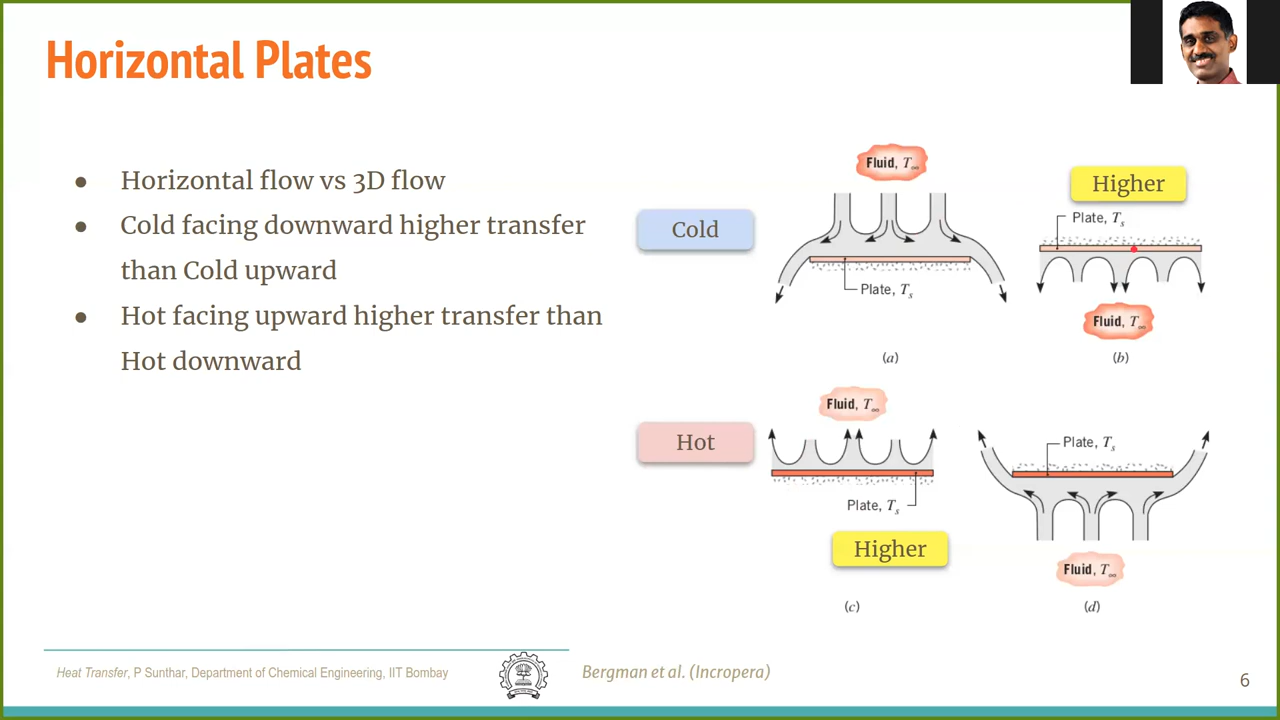 Horizontal Plates
● Horizontal flow vs 3D flow
● Cold facing downward higher transfer
than Cold upward
● Hot facing upward higher transfer than
Hot downward
Cold
Fluid, T∞
Plate, Ts
(a)
Higher
Plate, Ts
Fluid, T∞
(b)
Hot
Fluid, T∞
Plate, Ts
Higher
(c)
Plate, Ts
Fluid, T∞
(d)
Heat Transfer, P Sunthar, Department of Chemical Engineering, IIT Bombay
Bergman et al. (Incropera)
6